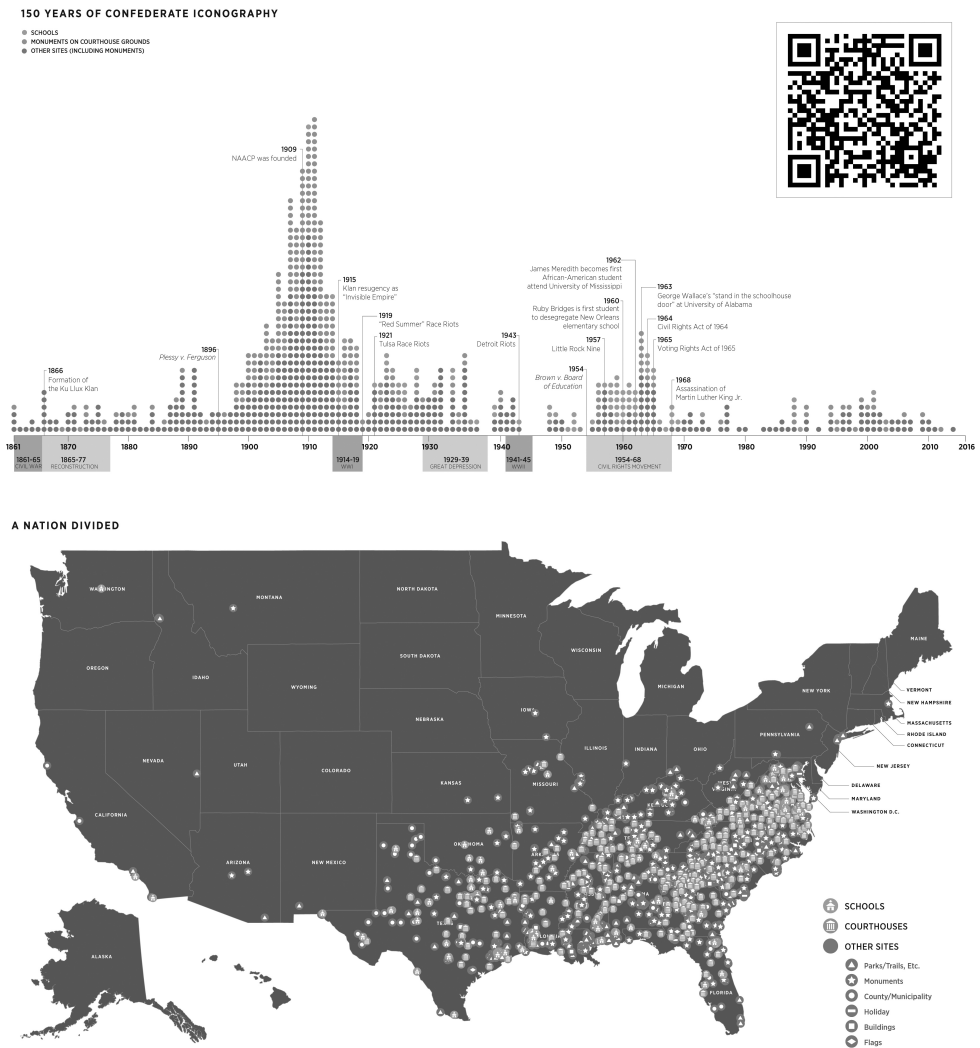 150 YEARS OF CONFEDERATE ICONOGRAPHY
SCHOOLS
MONUMENTS ON COURTHOUSE GROUNDS
OTHER SITES (INCLUDING MONUMENTS)
1909
NAACP was founded
1915
Klan resurgency as
"Invisible Empire"
1919
"Red Summer" Race Riots
1921
Tulsa Race Riots
1896
Plessy v. Ferguson
1866
Formation of
the Ku Llux Klan
1943
Detroit Riots
1962
James Meredith becomes first
African-American student
attend University of Mississippi
1960
Ruby Bridges is first student
to desegregate New Orleans
elementary school
1957
Little Rock Nine
1954
Brown v. Board
of Education
1963
George Wallace's "stand in the schoolhouse
door" at University of Alabama
1964
Civil Rights Act of 1964
1965
Voting Rights Act of 1965
1968
Assassination of
Martin Luther King Jr.
1861 1870 1880 1890 1900 1910 1920 1930 1940 1950 1960 1970 1980 1990 2000 2010 2016
1861-65 1865-77 1914-19 1929-39 1941-45 1954-68
CIVIL WAR RECONSTRUCTION WWI GREAT DEPRESSION WWII CIVIL RIGHTS MOVEMENT
A NATION DIVIDED
WASHINGTON
MONTANA
NORTH DAKOTA
MINNESOTA
MAINE
WISCONSIN
SOUTH DAKOTA
OREGON
IDAHO
WYOMING
MICHIGAN
NEW YORK
VERMONT
NEW HAMPSHIRE
IOWA
NEBRASKA
MASSACHUSETTS
RHODE ISLAND
CONNECTICUT
PENNSYLVANIA
ILLINOIS
INDIANA
OHIO
NEVADA
UTAH
COLORADO
NEW JERSEY
KANSAS
MISSOURI
WEST
VIRGINIA
DELAWARE
MARYLAND
WASHINGTON D.C.
CALIFORNIA
OKLAHOMA
ARIZONA
NEW MEXICO
ALASKA
FLORIDA
SCHOOLS
COURTHOUSES
OTHER SITES
Parks/Trails, Etc.
Monuments
County/Municipality
Holiday
Buildings
Flags